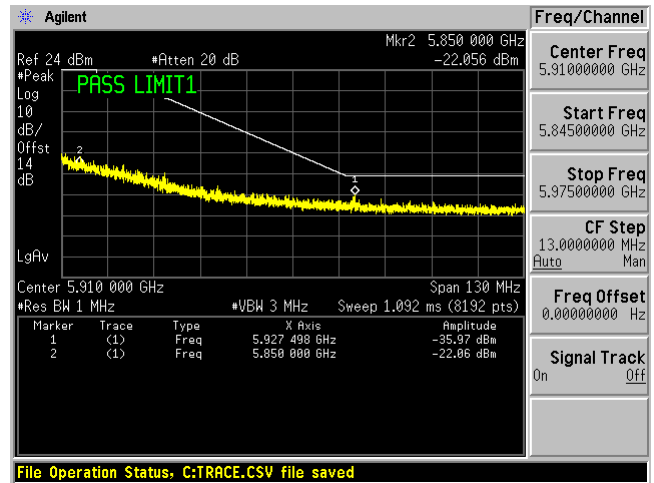 Agilent
Freq/Channel
Mkr2 5.850 000 GHz
Ref 24 dBm #Atten 20 dB -22.056 dBm
#Peak
Log
10
dB/
Offst
14
dB
LgAv
PASS LIMIT1
2
1
Center 5.910 000 GHz Span 130 MHz
#Res BW 1 MHz #VBW 3 MHz Sweep 1.092 ms (8192 pts)
Marker Trace Type X Axis Amplitude
1 (1) Freq 5.927 498 GHz -35.97 dBm
2 (1) Freq 5.850 000 GHz -22.06 dBm
Center Freq
5.91000000 GHz
Start Freq
5.84500000 GHz
Stop Freq
5.97500000 GHz
CF Step
13.0000000 MHz
Auto Man
Freq Offset
0.00000000 Hz
Signal Track
On Off
File Operation Status, C:TRACE.CSV file saved